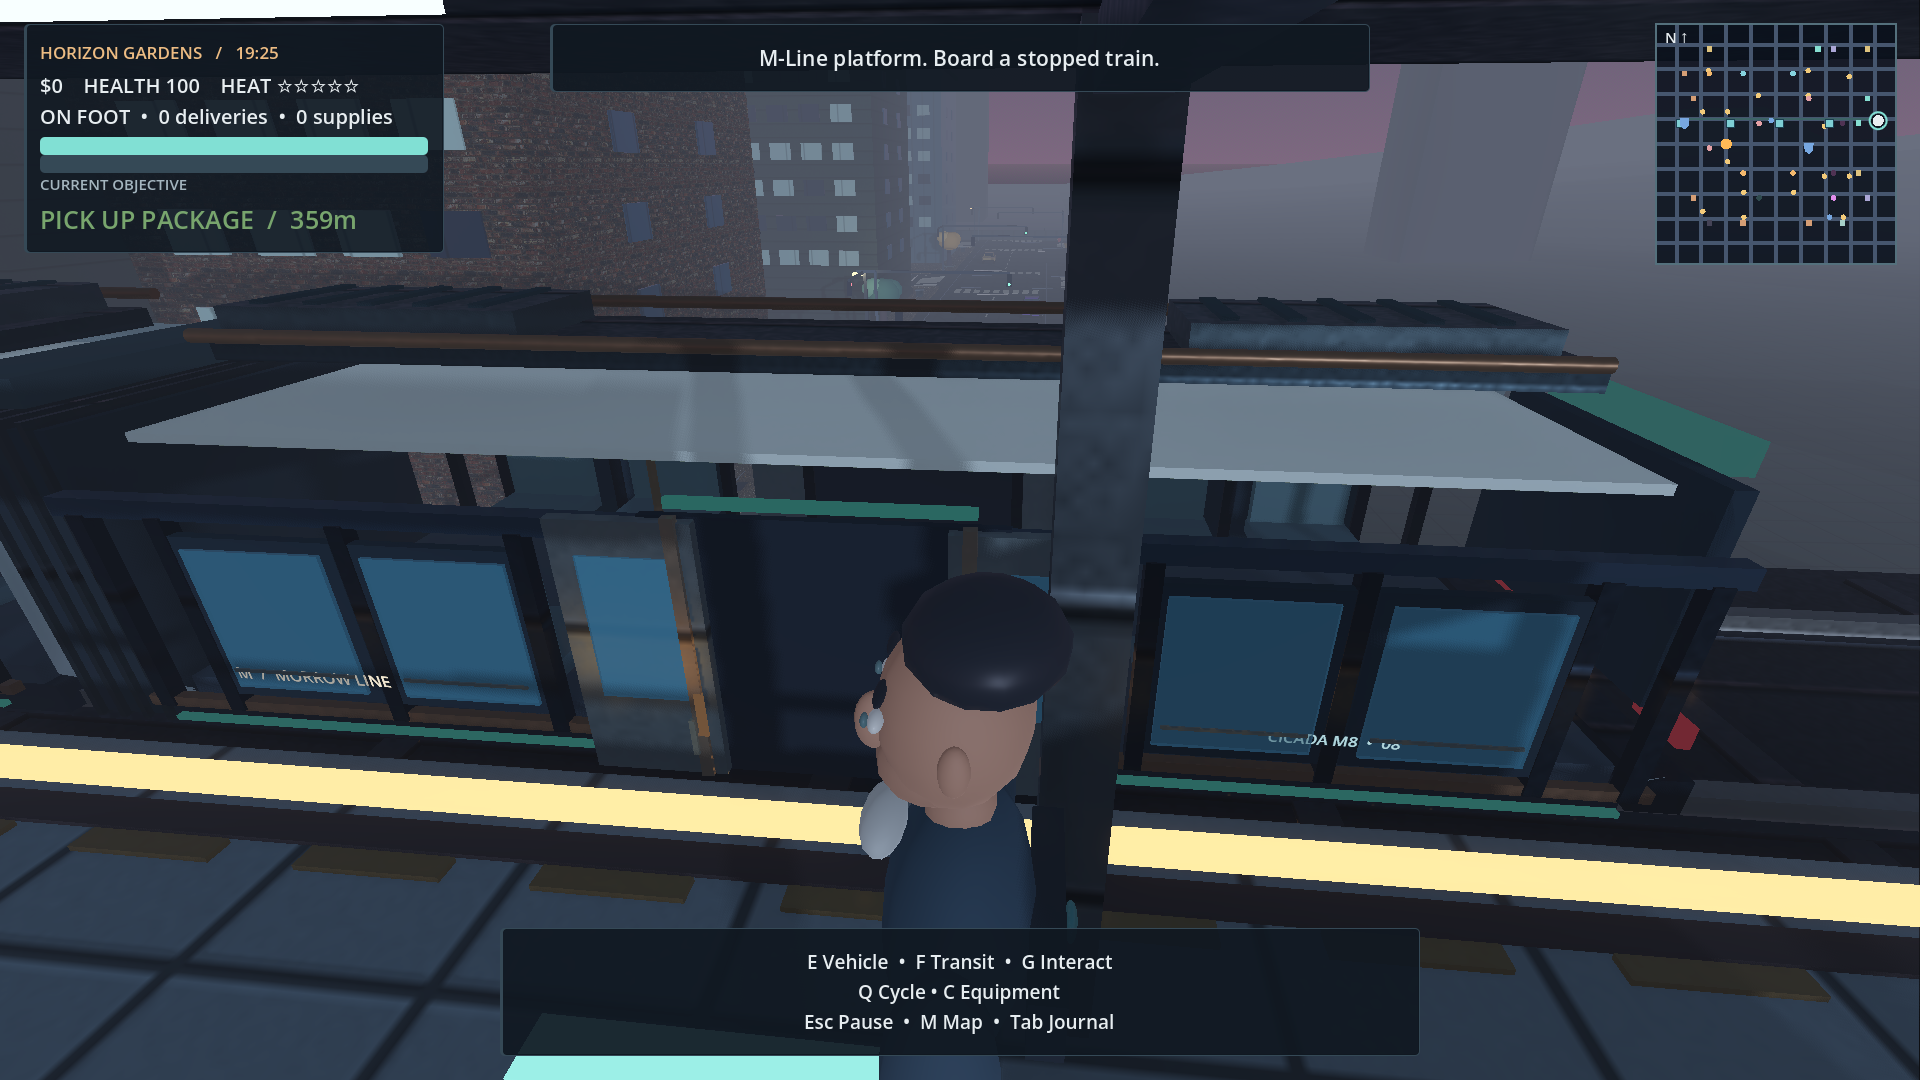 HORIZON GARDENS / 19:25
$0 HEALTH 100 HEAT ☆☆☆☆☆
ON FOOT • 0 deliveries • 0 supplies
CURRENT OBJECTIVE
PICK UP PACKAGE / 359m
M-Line platform. Board a stopped train.
N ↑
M / MORROW LINE
CICADA M8 • 08
E Vehicle • F Transit • G Interact
Q Cycle • C Equipment
Esc Pause • M Map • Tab Journal